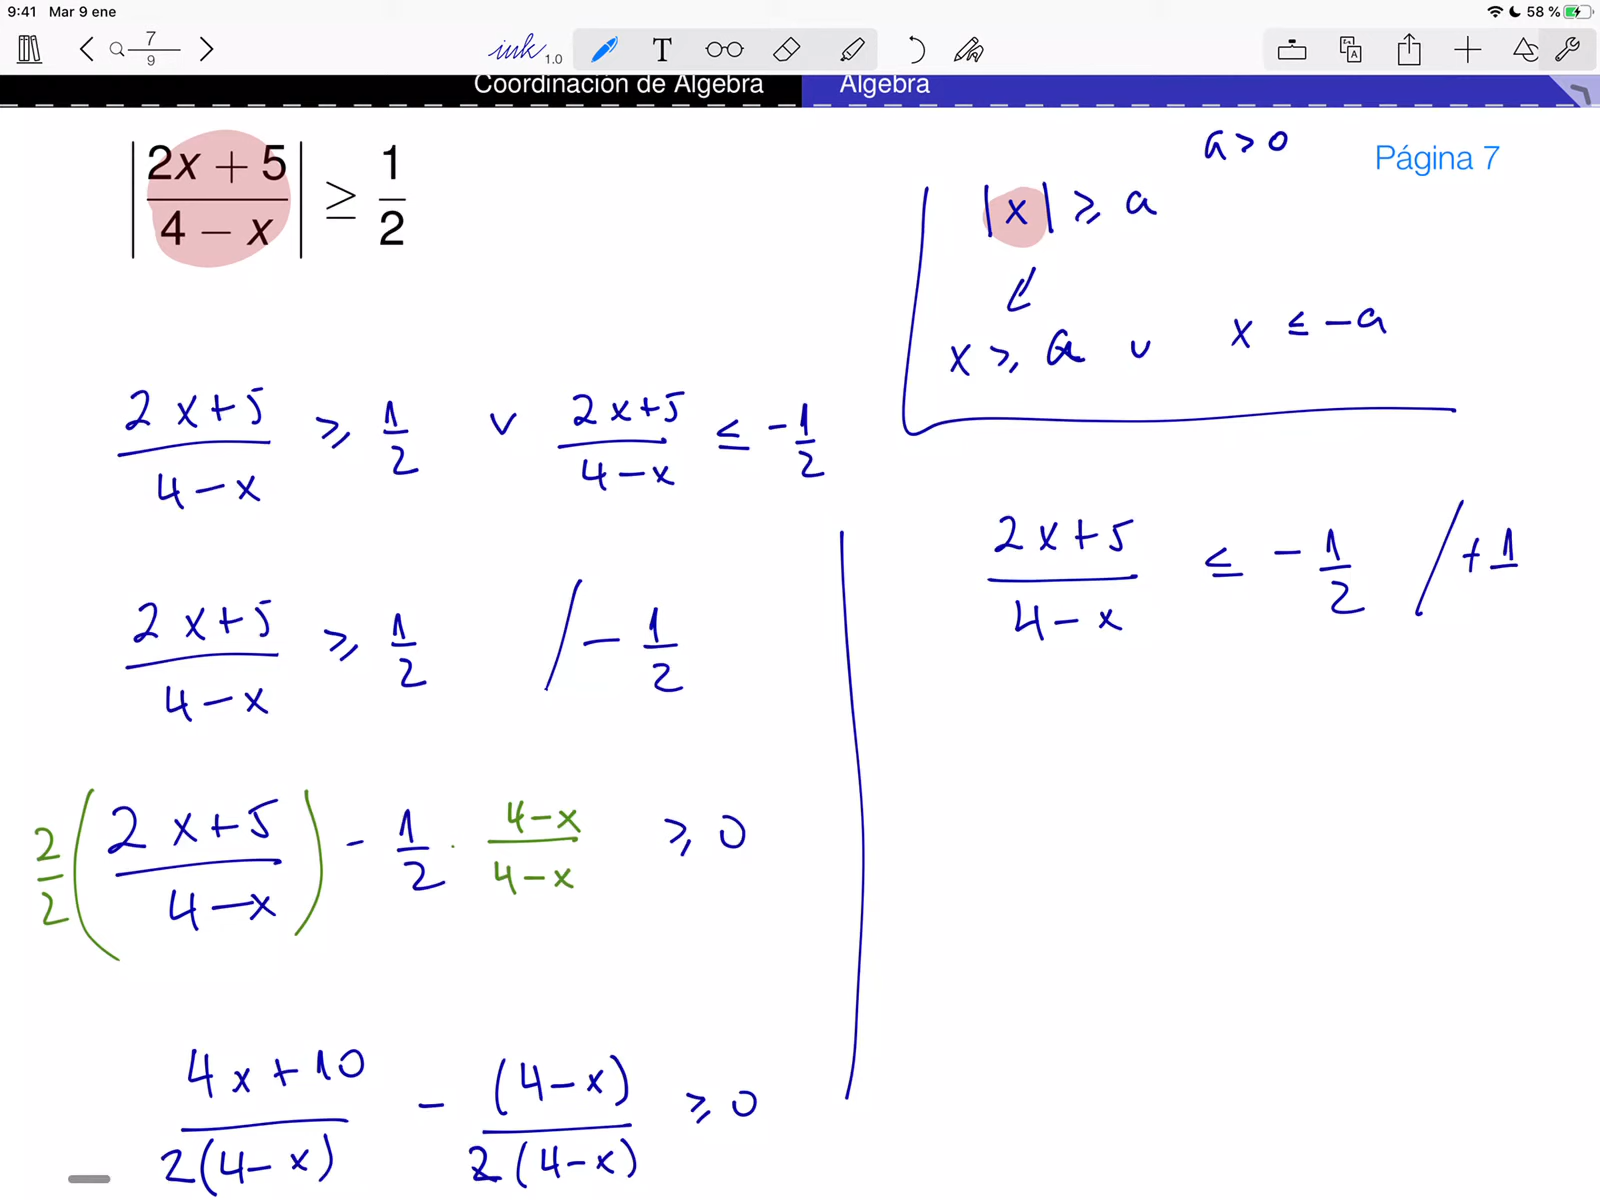 9:41 Mar 9 ene 58 %
7
9
ink 1.0 T
Coordinación de Álgebra Álgebra
Página 7
|(2x + 5)/(4 − x)| ≥ 1/2
a > 0
|x| ≥ a
x ≥ a ∨ x ≤ -a
(2x+5)/(4-x) ≥ 1/2 ∨ (2x+5)/(4-x) ≤ -1/2
(2x+5)/(4-x) ≥ 1/2 / - 1/2
2/2 ((2x+5)/(4-x)) - 1/2 · (4-x)/(4-x) ≥ 0
(4x+10)/(2(4-x)) - (4-x)/(2(4-x)) ≥ 0
(2x+5)/(4-x) ≤ -1/2 / +1